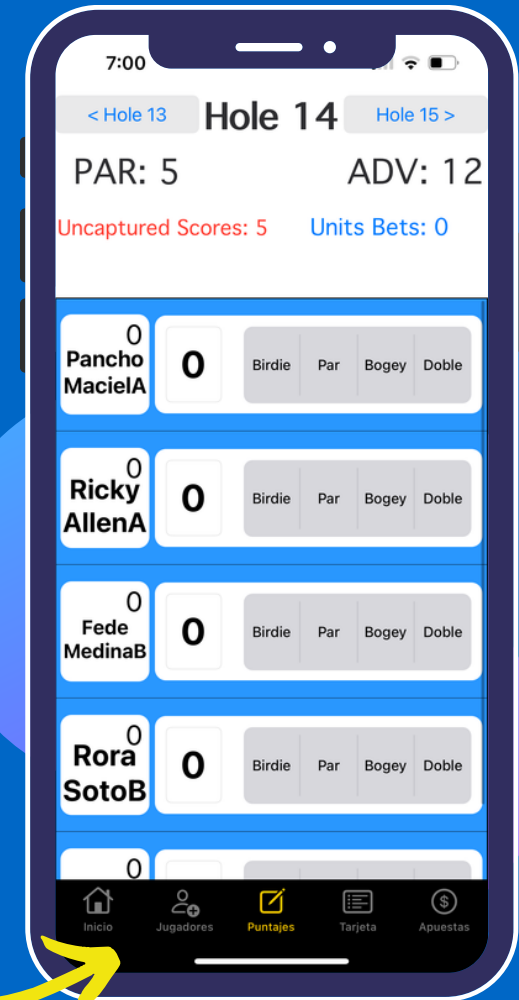 7:00
< Hole 13 Hole 14 Hole 15 >
PAR: 5 ADV: 12
Uncaptured Scores: 5 Units Bets: 0
0
Pancho
MacielA
0 Birdie Par Bogey Doble
0
Ricky
AllenA
0 Birdie Par Bogey Doble
0
Fede
MedinaB
0 Birdie Par Bogey Doble
0
Rora
SotoB
0 Birdie Par Bogey Doble
0
Inicio Jugadores Puntajes Tarjeta Apuestas